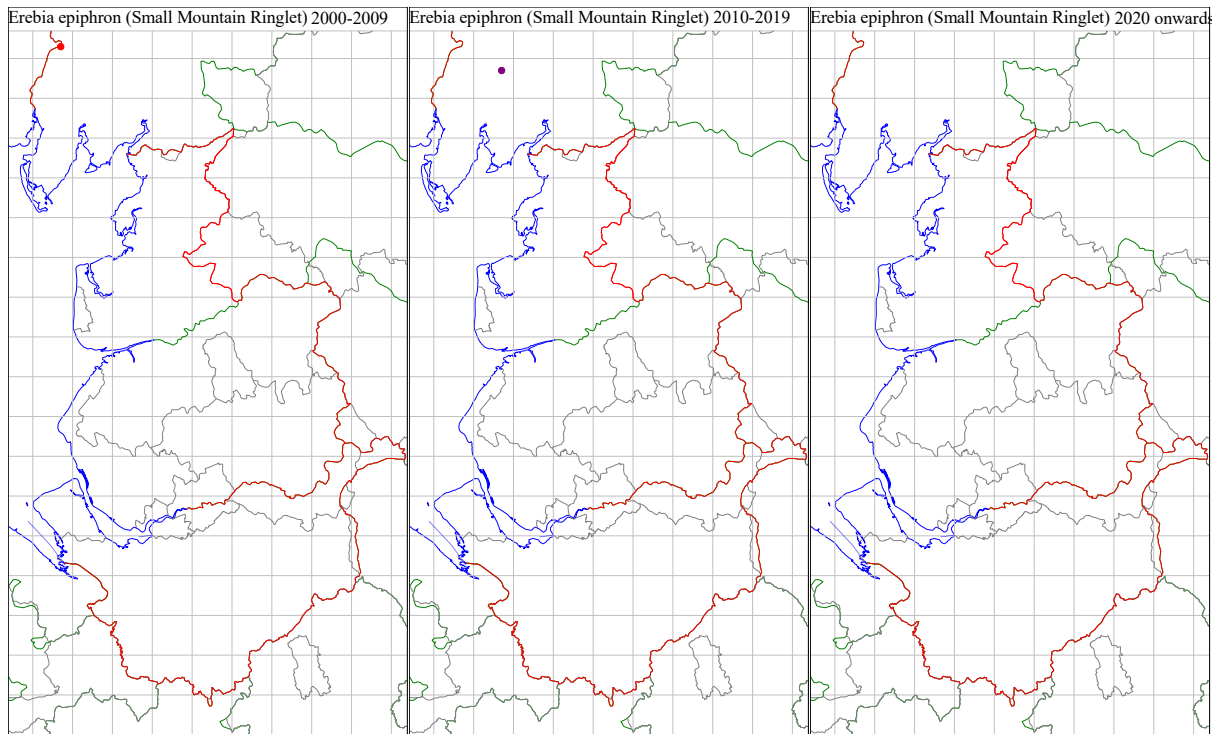 Erebia epiphron (Small Mountain Ringlet) 2000-2009
Erebia epiphron (Small Mountain Ringlet) 2010-2019
Erebia epiphron (Small Mountain Ringlet) 2020 onwards